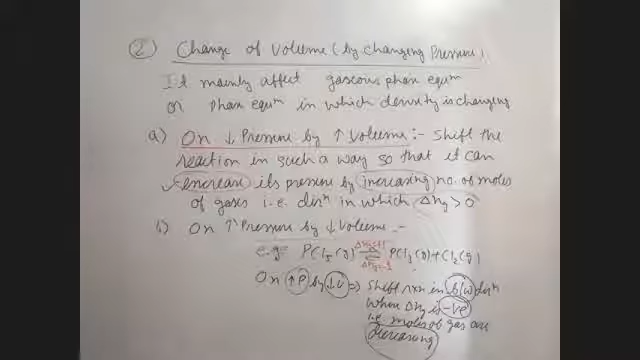 ② Change of Volume (by changing Pressure)
It mainly affect gaseous phase equm
or phase equm in which density is changing
a) On ↓ Pressure by ↑ Volume :- Shift the
reaction in such a way so that it can
increase its pressure by increasing no. of moles
of gases i.e. dirn in which Δng > 0
b) On ↑ Pressure by ↓ Volume :-
e.g. PCl5(g) ⇌ PCl3(g) + Cl2(g)
On ↑P by ↓V ⇒ Shift rxn in b(w) dirn
where Δng is -ve
i.e. moles of gas are
decreasing